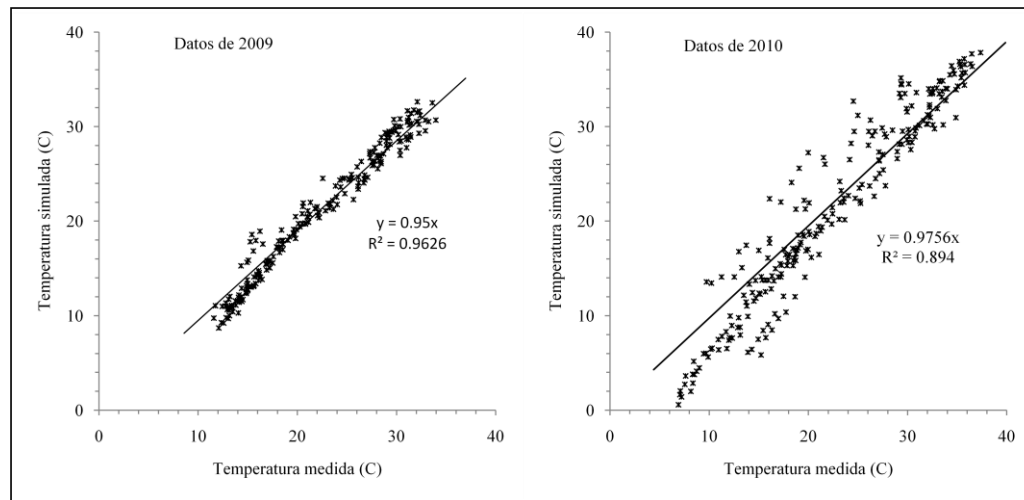 Datos de 2009
Temperatura simulada (C)
40
30
20
10
0
y = 0.95x
R² = 0.9626
0 10 20 30 40
Temperatura medida (C)
Datos de 2010
Temperatura simulada (C)
40
30
20
10
0
y = 0.9756x
R² = 0.894
0 10 20 30 40
Temperatura medida (C)